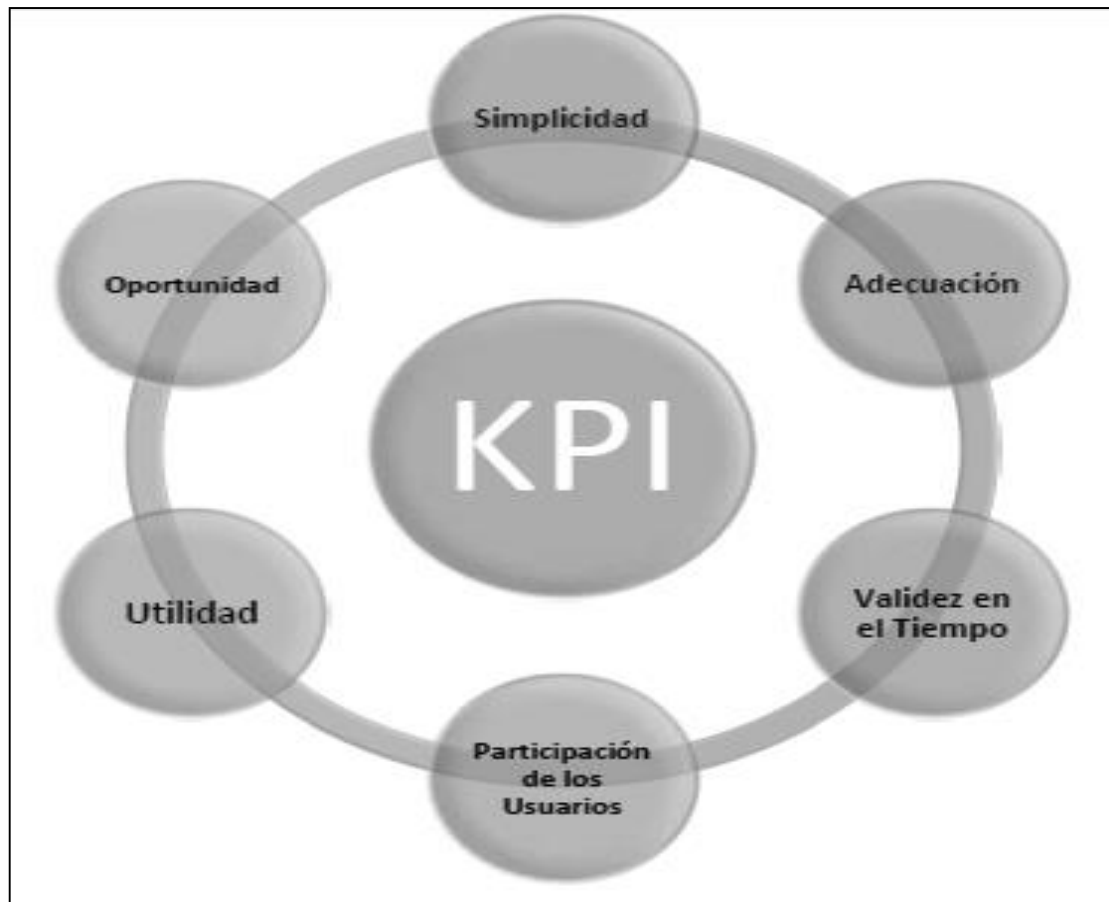 Simplicidad
Oportunidad
Adecuación
KPI
Utilidad
Validez en
el Tiempo
Participación
de los
Usuarios